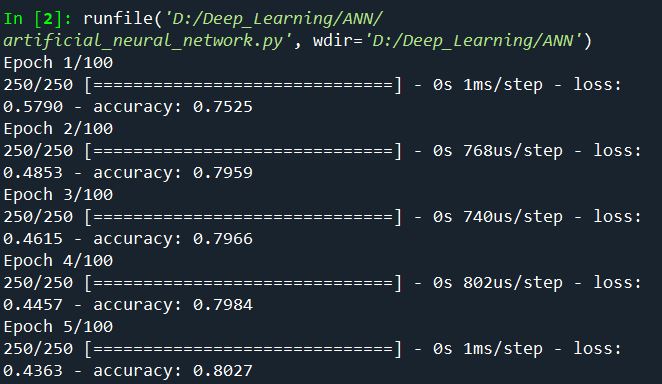 In [2]: runfile('D:/Deep_Learning/ANN/
artificial_neural_network.py', wdir='D:/Deep_Learning/ANN')
Epoch 1/100
250/250 [==============================] - 0s 1ms/step - loss:
0.5790 - accuracy: 0.7525
Epoch 2/100
250/250 [==============================] - 0s 768us/step - loss:
0.4853 - accuracy: 0.7959
Epoch 3/100
250/250 [==============================] - 0s 740us/step - loss:
0.4615 - accuracy: 0.7966
Epoch 4/100
250/250 [==============================] - 0s 802us/step - loss:
0.4457 - accuracy: 0.7984
Epoch 5/100
250/250 [==============================] - 0s 1ms/step - loss:
0.4363 - accuracy: 0.8027